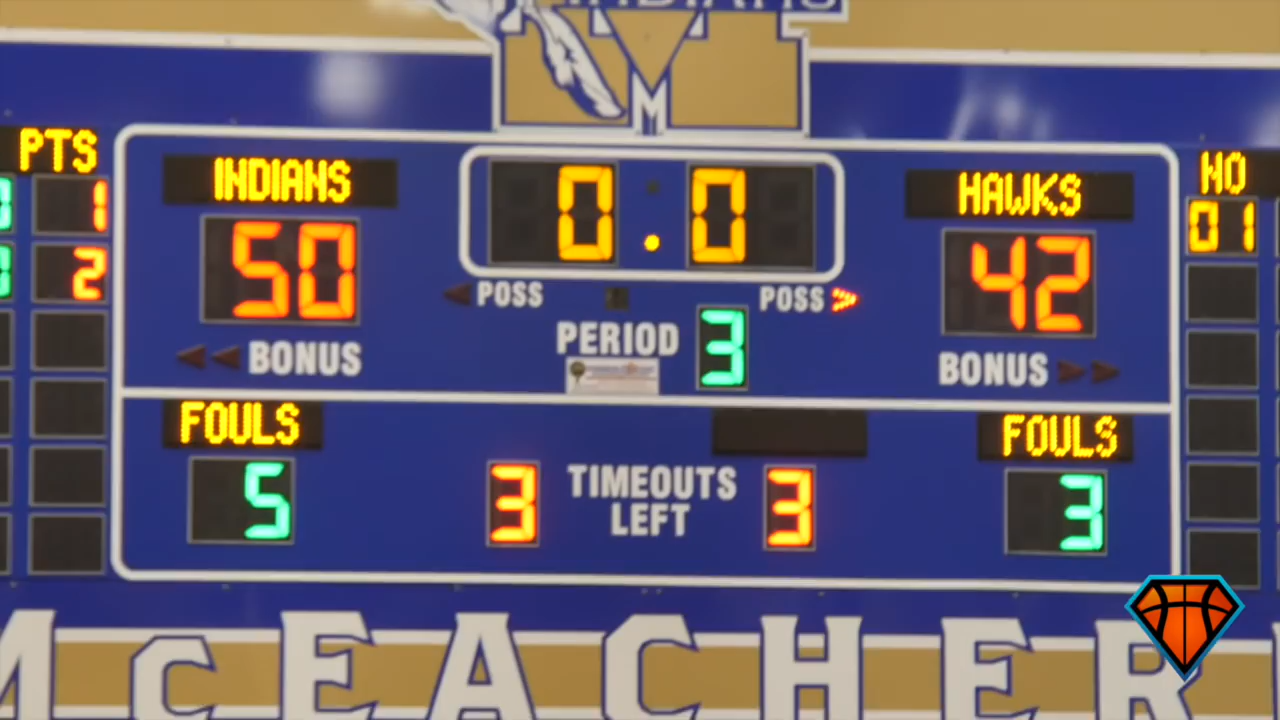 INDIANS
M
PTS
INDIANS
0.0
HAWKS
NO
1
50
POSS
POSS
42
01
2
PERIOD
3
BONUS
BONUS
FOULS
FOULS
5
3
TIMEOUTS
LEFT
3
3
McEACHER